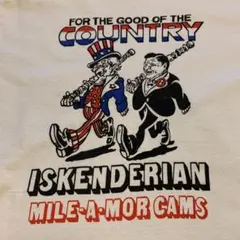 FOR THE GOOD OF THE
COUNTRY
ISKENDERIAN
MILE-A-MOR CAMS